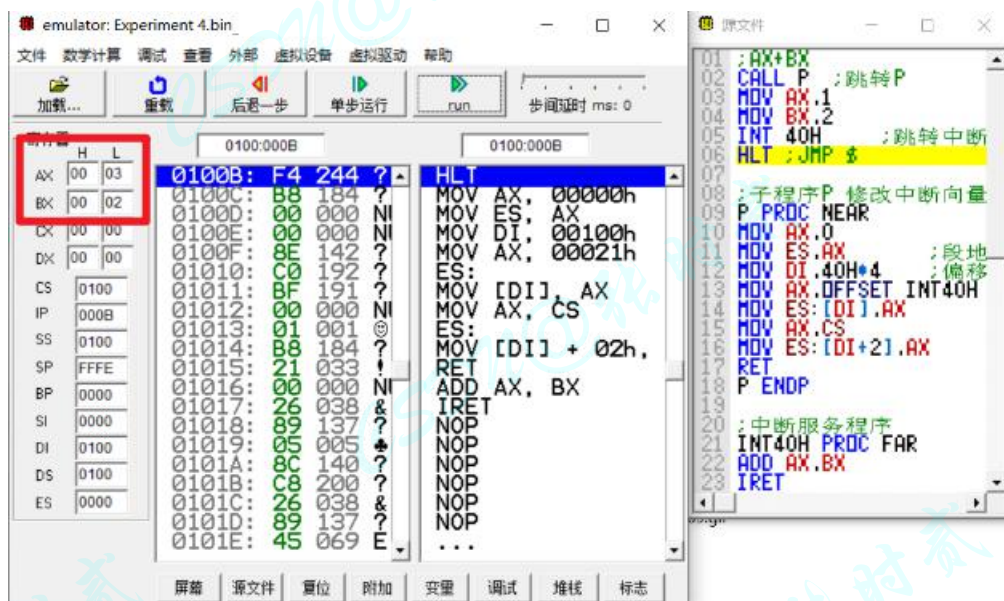 emulator: Experiment 4.bin_
文件 数学计算 调试 查看 外部 虚拟设备 虚拟驱动 帮助
加载... 重载 后退一步 单步运行 run 步间延时 ms: 0
H L
0100:000B 0100:000B
AX 00 03
BX 00 02
CX 00 00
DX 00 00
CS 0100
IP 000B
SS 0100
SP FFFE
BP 0000
SI 0000
DI 0100
DS 0100
ES 0000
0100B: F4 244 ?
0100C: B8 184 ?
0100D: 00 000 NU
0100E: 00 000 NU
0100F: 8E 142 ?
01010: C0 192 ?
01011: BF 191 ?
01012: 00 000 NU
01013: 01 001 ☺
01014: B8 184 ?
01015: 21 033 !
01016: 00 000 NU
01017: 26 038 &
01018: 89 137 ?
01019: 05 005 ♣
0101A: 8C 140 ?
0101B: C8 200 ?
0101C: 26 038 &
0101D: 89 137 ?
0101E: 45 069 E
HLT
MOV AX, 00000h
MOV ES, AX
MOV DI, 00100h
MOV AX, 00021h
ES:
MOV [DI], AX
MOV AX, CS
ES:
MOV [DI] + 02h,
RET
ADD AX, BX
IRET
NOP
NOP
NOP
NOP
NOP
NOP
...
屏幕 源文件 复位 附加 变量 调试 堆栈 标志
源文件
01 ;AX+BX
02 CALL P ;跳转P
03 MOV AX,1
04 MOV BX,2
05 INT 40H ;跳转中断
06 HLT ;JMP $
07
08 ;子程序P 修改中断向量
09 P PROC NEAR
10 MOV AX,0
11 MOV ES,AX ;段地
12 MOV DI,40H*4 ;偏移
13 MOV AX,OFFSET INT40H
14 MOV ES:[DI],AX
15 MOV AX,CS
16 MOV ES:[DI+2],AX
17 RET
18 P ENDP
19
20 ;中断服务程序
21 INT40H PROC FAR
22 ADD AX,BX
23 IRET